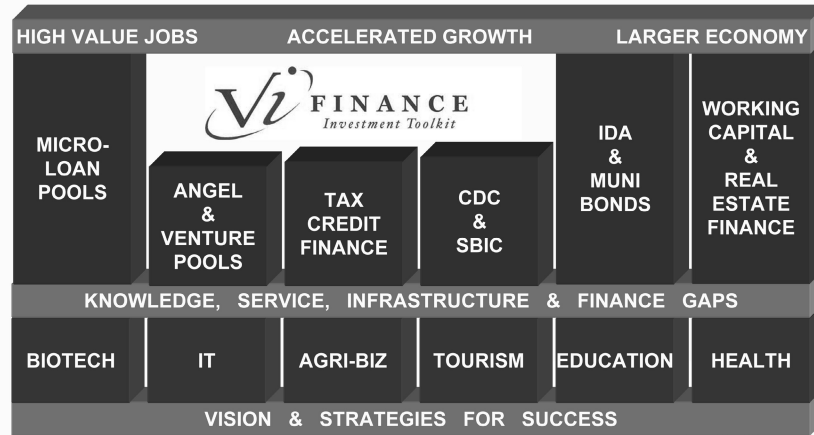 HIGH VALUE JOBS ACCELERATED GROWTH LARGER ECONOMY
Vi FINANCE
Investment Toolkit
MICRO-
LOAN
POOLS
ANGEL
&
VENTURE
POOLS
TAX
CREDIT
FINANCE
CDC
&
SBIC
IDA
&
MUNI
BONDS
WORKING
CAPITAL
&
REAL
ESTATE
FINANCE
KNOWLEDGE, SERVICE, INFRASTRUCTURE & FINANCE GAPS
BIOTECH IT AGRI-BIZ TOURISM EDUCATION HEALTH
VISION & STRATEGIES FOR SUCCESS